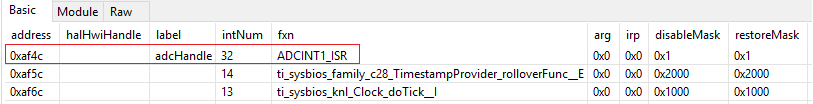 Basic Module Raw
address halHwiHandle label intNum fxn arg irp disableMask restoreMask
0xaf4c adcHandle 32 ADCINT1_ISR 0x0 0x0 0x1 0x1
0xaf5c 14 ti_sysbios_family_c28_TimestampProvider_rolloverFunc__E 0x0 0x0 0x2000 0x2000
0xaf6c 13 ti_sysbios_knl_Clock_doTick__I 0x0 0x0 0x1000 0x1000